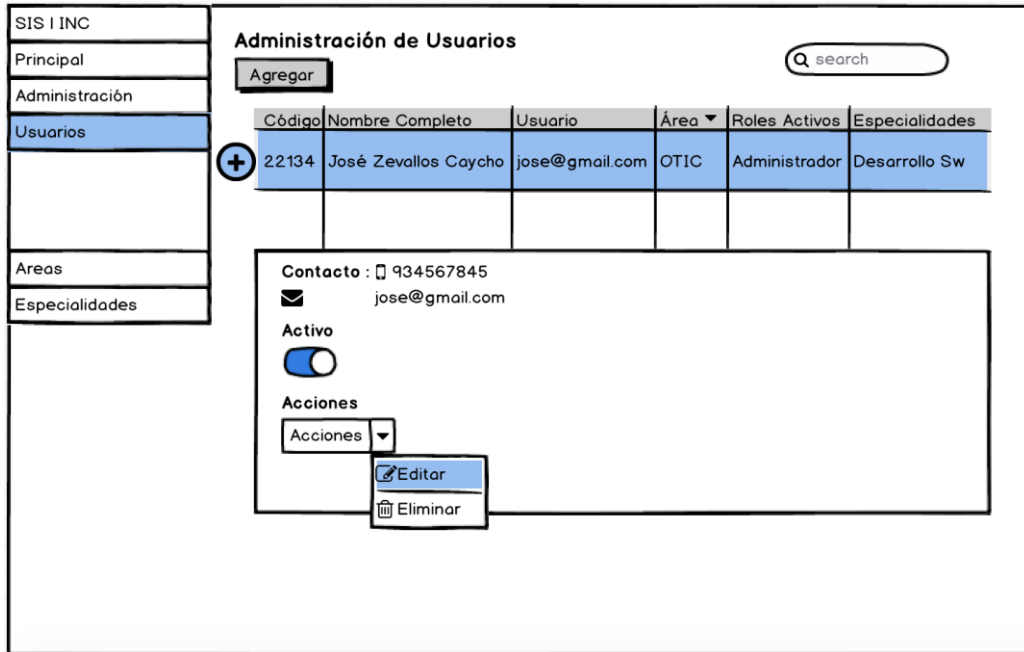 SIS I INC
Principal
Administración
Usuarios
Areas
Especialidades
Administración de Usuarios
Agregar
search
Código Nombre Completo Usuario Área Roles Activos Especialidades
22134 José Zevallos Caycho jose@gmail.com OTIC Administrador Desarrollo Sw
Contacto : 934567845
jose@gmail.com
Activo
Acciones
Acciones
Editar
Eliminar